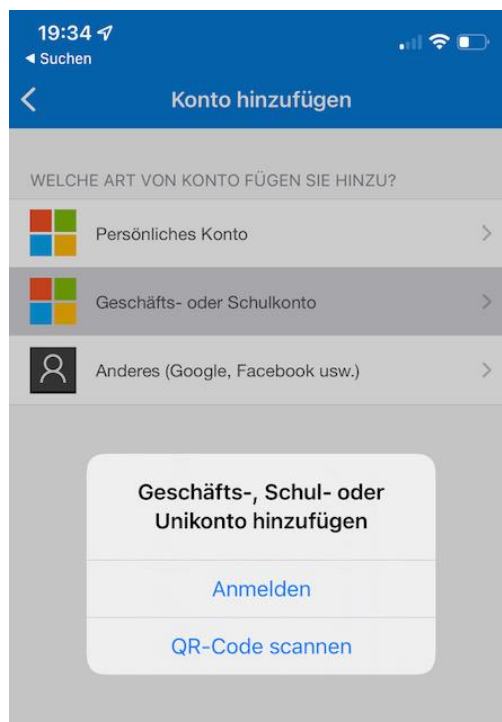 19:34
◀ Suchen
Konto hinzufügen
WELCHE ART VON KONTO FÜGEN SIE HINZU?
Persönliches Konto
Geschäfts- oder Schulkonto
Anderes (Google, Facebook usw.)
Geschäfts-, Schul- oder
Unikonto hinzufügen
Anmelden
QR-Code scannen